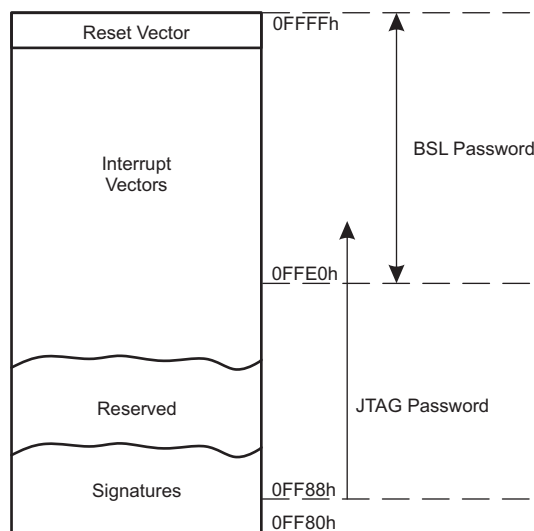 Reset Vector
0FFFFh
Interrupt
Vectors
BSL Password
0FFE0h
Reserved
JTAG Password
Signatures
0FF88h
0FF80h